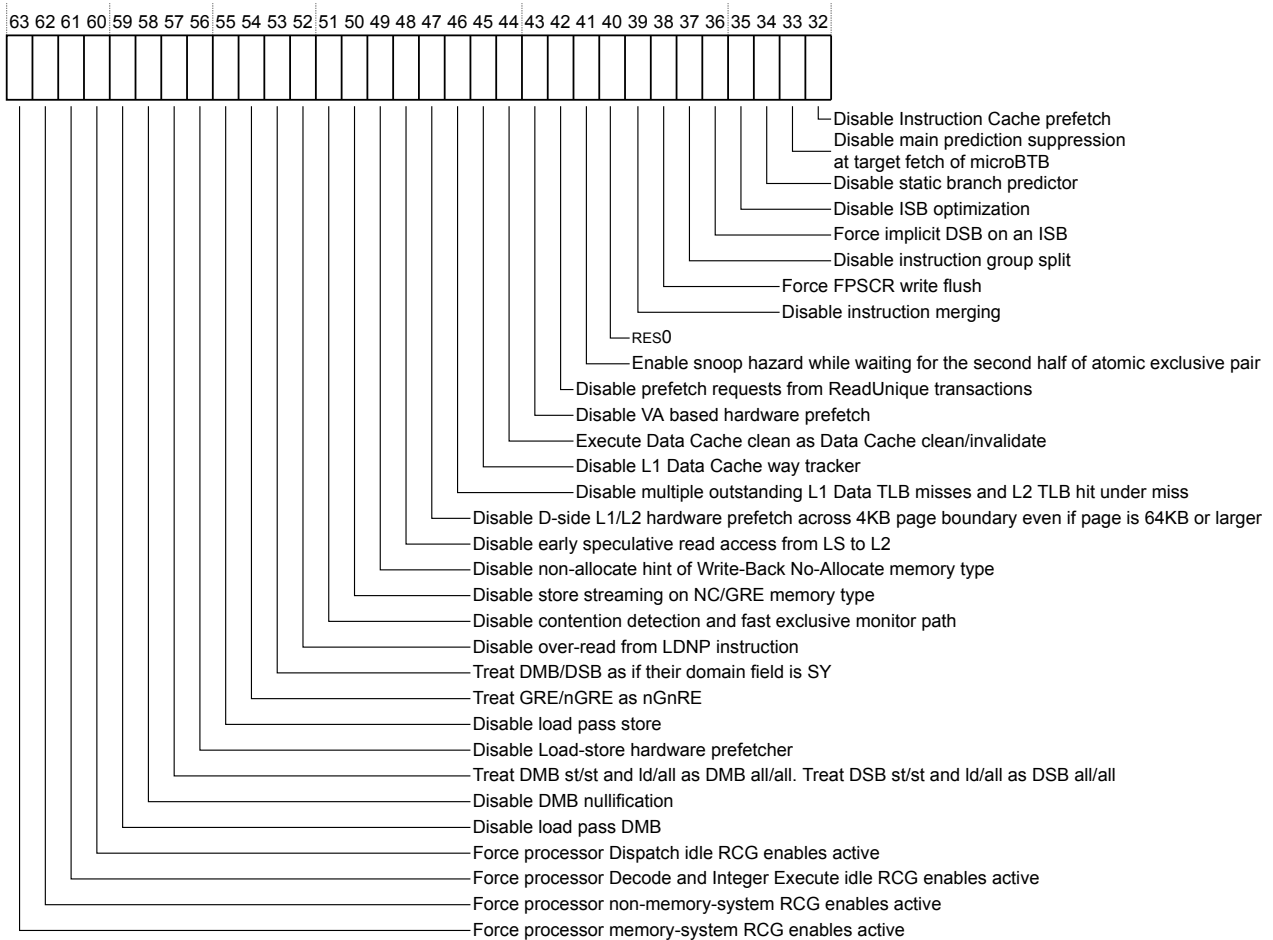 63 62 61 60 59 58 57 56 55 54 53 52 51 50 49 48 47 46 45 44 43 42 41 40 39 38 37 36 35 34 33 32
Disable Instruction Cache prefetch
Disable main prediction suppression
at target fetch of microBTB
Disable static branch predictor
Disable ISB optimization
Force implicit DSB on an ISB
Disable instruction group split
Force FPSCR write flush
Disable instruction merging
RES0
Enable snoop hazard while waiting for the second half of atomic exclusive pair
Disable prefetch requests from ReadUnique transactions
Disable VA based hardware prefetch
Execute Data Cache clean as Data Cache clean/invalidate
Disable L1 Data Cache way tracker
Disable multiple outstanding L1 Data TLB misses and L2 TLB hit under miss
Disable D-side L1/L2 hardware prefetch across 4KB page boundary even if page is 64KB or larger
Disable early speculative read access from LS to L2
Disable non-allocate hint of Write-Back No-Allocate memory type
Disable store streaming on NC/GRE memory type
Disable contention detection and fast exclusive monitor path
Disable over-read from LDNP instruction
Treat DMB/DSB as if their domain field is SY
Treat GRE/nGRE as nGnRE
Disable load pass store
Disable Load-store hardware prefetcher
Treat DMB st/st and ld/all as DMB all/all. Treat DSB st/st and ld/all as DSB all/all
Disable DMB nullification
Disable load pass DMB
Force processor Dispatch idle RCG enables active
Force processor Decode and Integer Execute idle RCG enables active
Force processor non-memory-system RCG enables active
Force processor memory-system RCG enables active